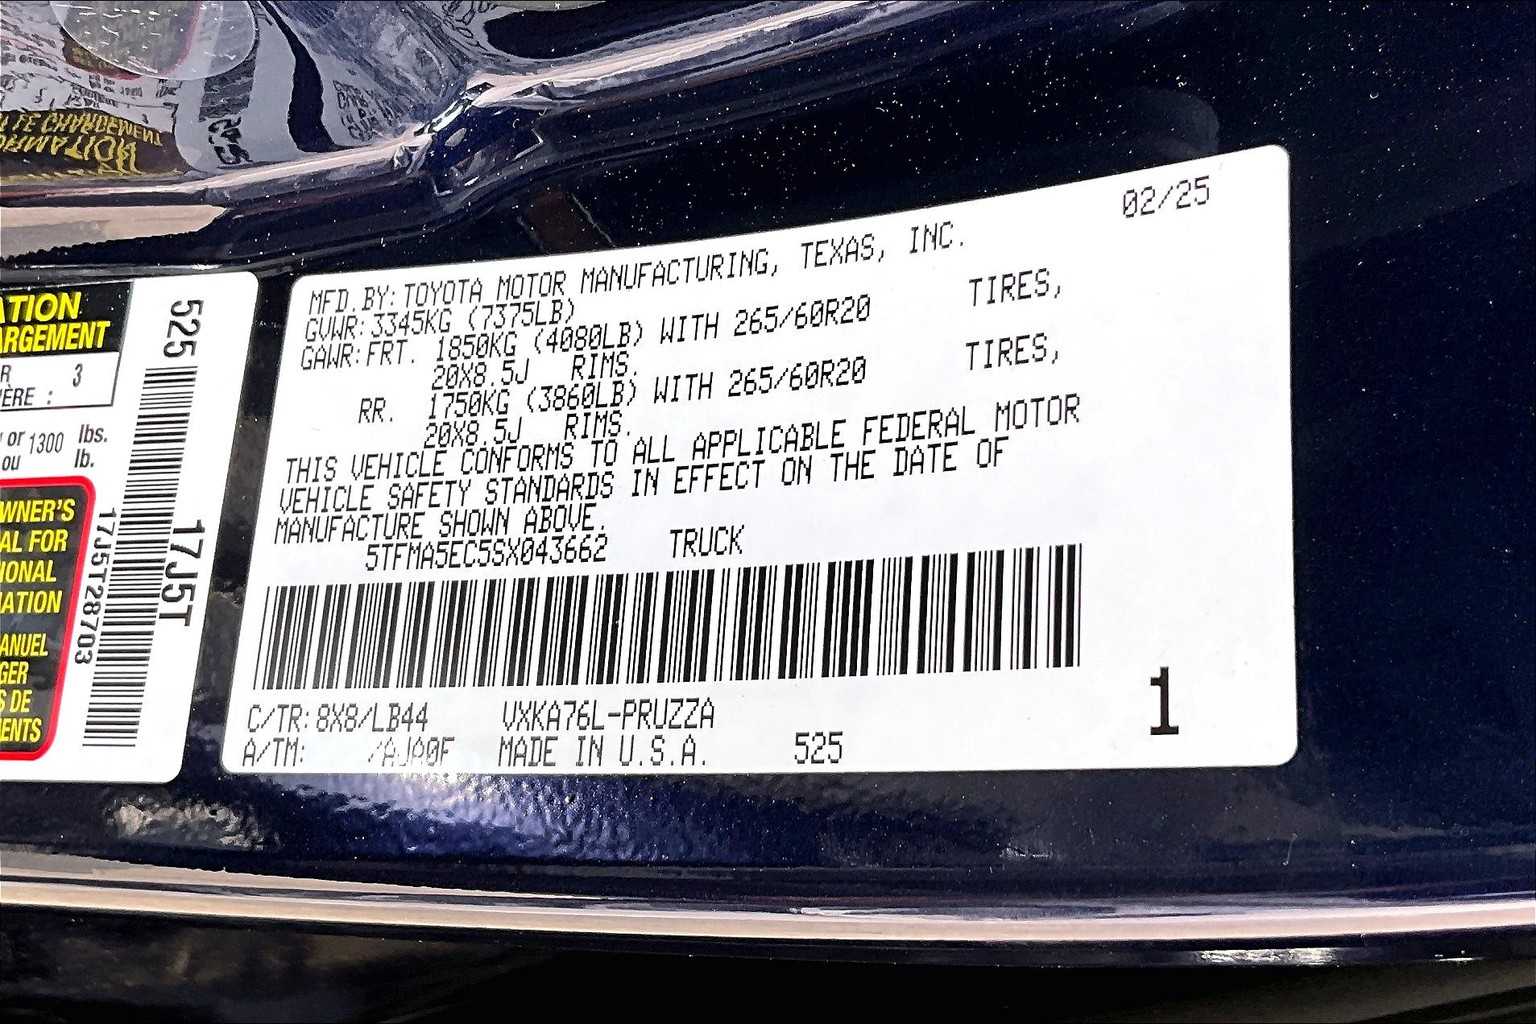 02/25
MFD. BY: TOYOTA MOTOR MANUFACTURING, TEXAS, INC.
GVWR: 3345KG (7375LB)
GAWR: FRT. 1850KG (4080LB) WITH 265/60R20 TIRES,
20X8.5J RIMS.
RR. 1750KG (3860LB) WITH 265/60R20 TIRES,
20X8.5J RIMS.
THIS VEHICLE CONFORMS TO ALL APPLICABLE FEDERAL MOTOR
VEHICLE SAFETY STANDARDS IN EFFECT ON THE DATE OF
MANUFACTURE SHOWN ABOVE.
5TFMA5EC5SX043662 TRUCK
C/TR: 8X8/LB44 VXKA76L-PRUZZA
A/TM: /AJA0F MADE IN U.S.A. 525
1
ATION
ARGEMENT
R 3
ÈRE :
or 1300 lbs.
ou lb.
WNER'S
AL FOR
IONAL
ATION
ANUEL
GER
S DE
ENTS
525
17J5T
17J5T28703